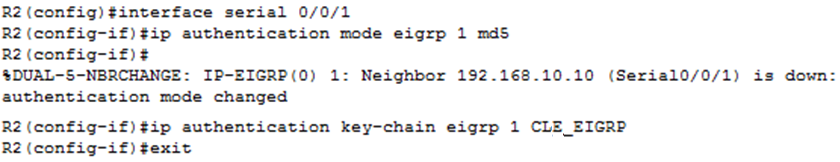 R2(config)#interface serial 0/0/1
R2(config-if)#ip authentication mode eigrp 1 md5
R2(config-if)#
%DUAL-5-NBRCHANGE: IP-EIGRP(0) 1: Neighbor 192.168.10.10 (Serial0/0/1) is down:
authentication mode changed
R2(config-if)#ip authentication key-chain eigrp 1 CLE_EIGRP
R2(config-if)#exit